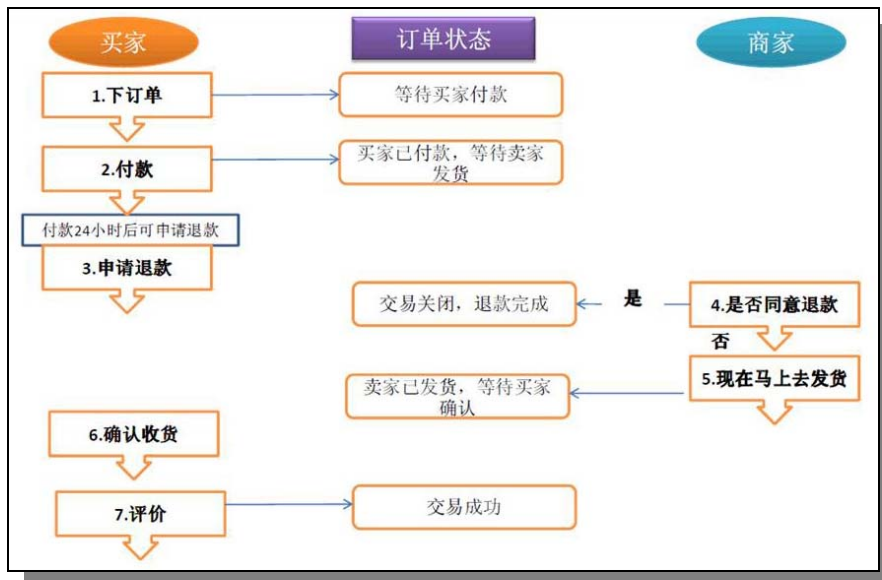 买家
订单状态
商家
1.下订单
等待买家付款
2.付款
买家已付款，等待卖家
发货
付款24小时后可申请退款
3.申请退款
交易关闭，退款完成
是
4.是否同意退款
否
5.现在马上去发货
卖家已发货，等待买家
确认
6.确认收货
7.评价
交易成功